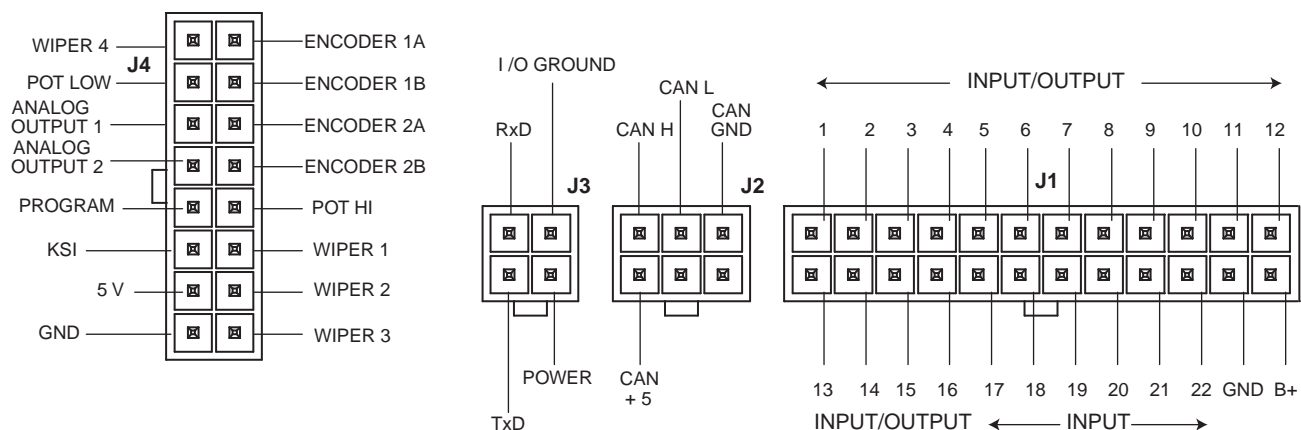 WIPER 4
J4
POT LOW
ANALOG
OUTPUT 1
ANALOG
OUTPUT 2
PROGRAM
KSI
5 V
GND
ENCODER 1A
ENCODER 1B
ENCODER 2A
ENCODER 2B
POT HI
WIPER 1
WIPER 2
WIPER 3
I /O GROUND
RxD
J3
POWER
TxD
CAN L
CAN H
CAN
GND
J2
CAN
+ 5
INPUT/OUTPUT
1 2 3 4 5 6 7 8 9 10 11 12
J1
13 14 15 16 17 18 19 20 21 22 GND B+
INPUT/OUTPUT INPUT